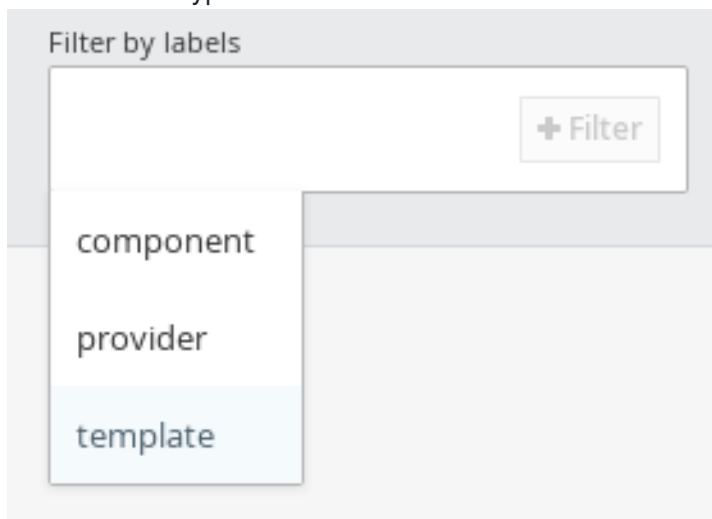 Filter by labels
Filter
component
provider
template